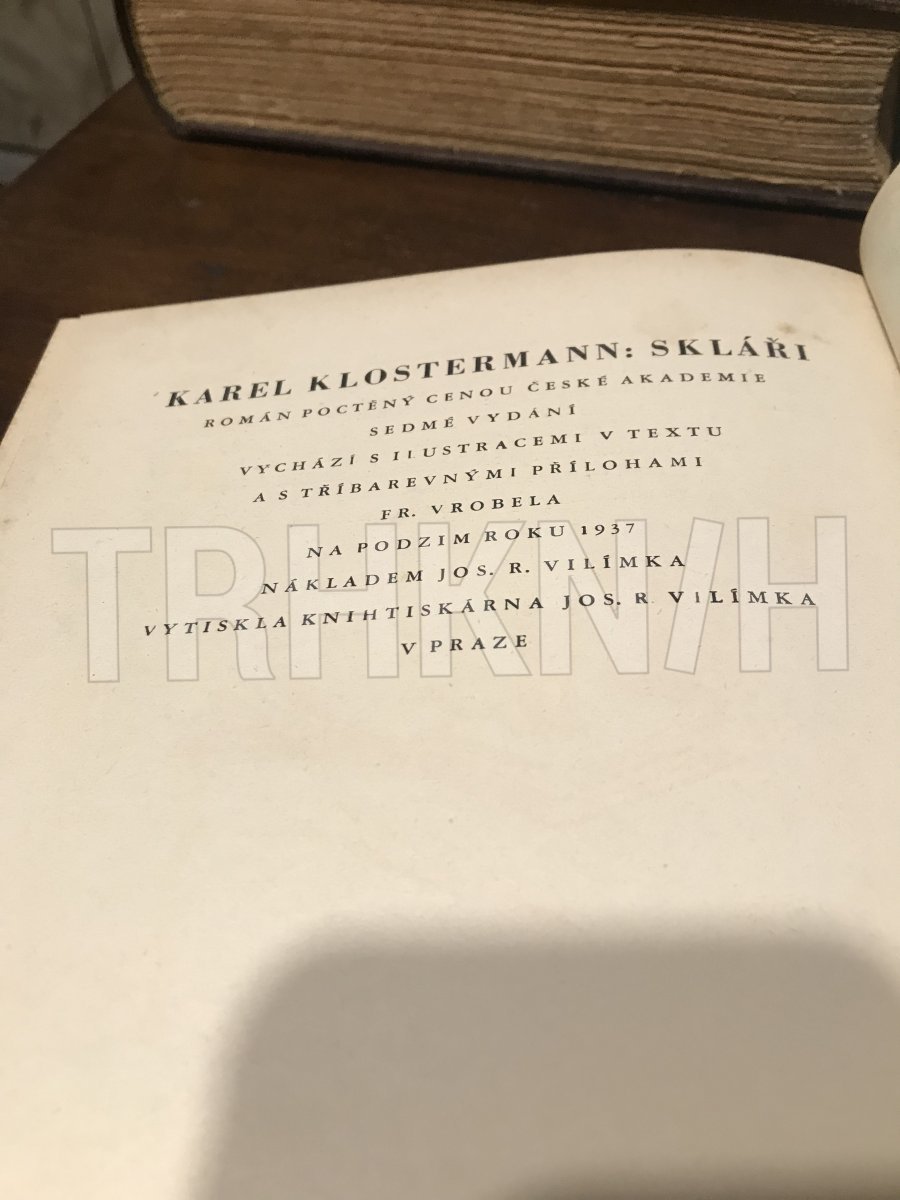 KAREL KLOSTERMANN: SKLÁŘI
ROMÁN POCTĚNÝ CENOU ČESKÉ AKADEMIE
SEDMÉ VYDÁNÍ
VYCHÁZÍ S ILUSTRACEMI V TEXTU
A S TŘÍBAREVNÝMI PŘÍLOHAMI
FR. VROBELA
NA PODZIM ROKU 1937
NÁKLADEM JOS. R. VILÍMKA
VYTISKLA KNIHTISKÁRNA JOS. R. VILÍMKA
V PRAZE
TRHKN/H